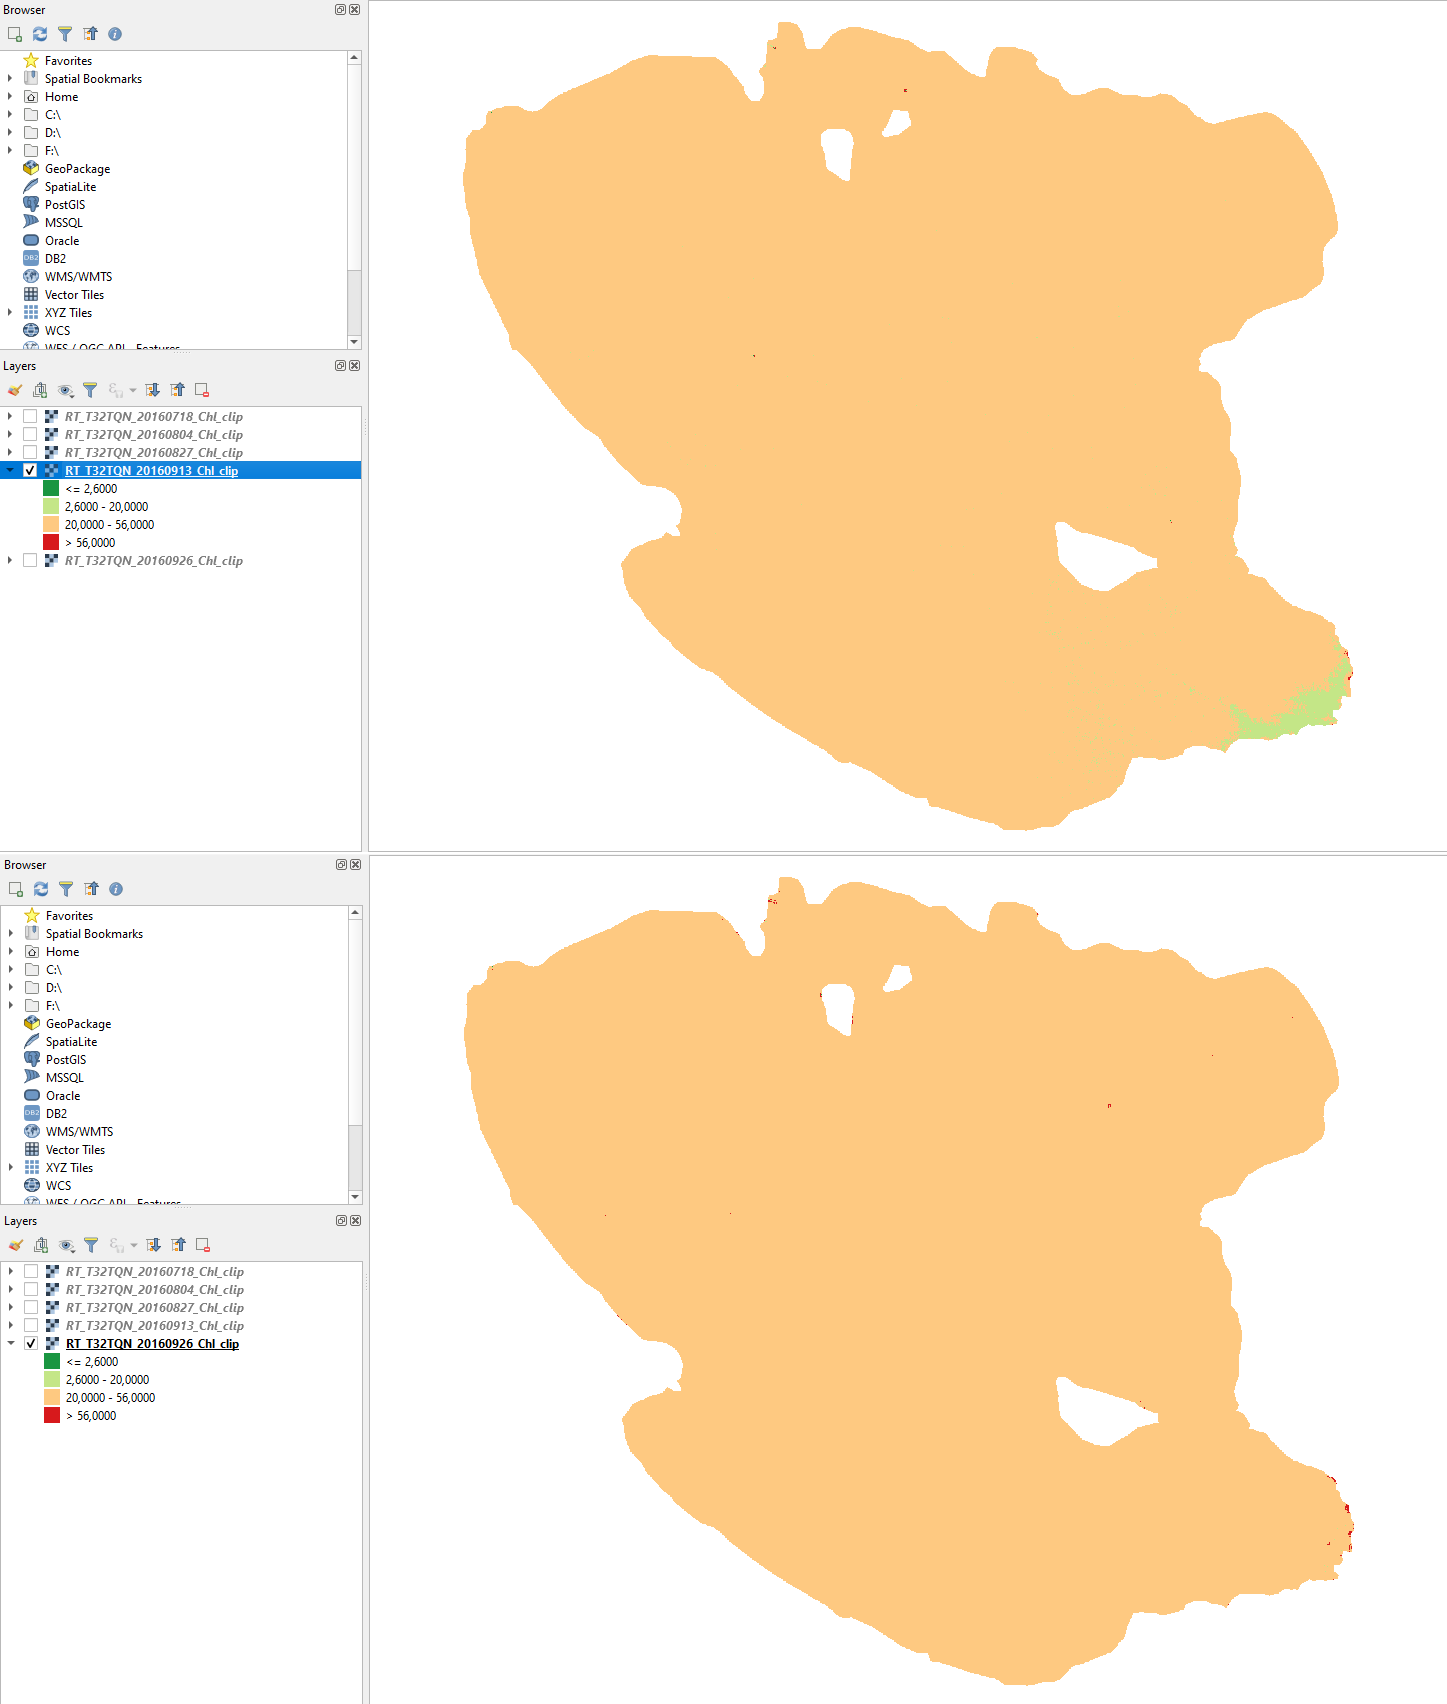 Browser
Favorites
Spatial Bookmarks
Home
C:\
D:\
F:\
GeoPackage
SpatiaLite
PostGIS
MSSQL
Oracle
DB2
WMS/WMTS
Vector Tiles
XYZ Tiles
WCS
WFS / OGC API - Features
Layers
RT_T32TQN_20160718_Chl_clip
RT_T32TQN_20160804_Chl_clip
RT_T32TQN_20160827_Chl_clip
RT_T32TQN_20160913_Chl_clip
<= 2,6000
2,6000 - 20,0000
20,0000 - 56,0000
> 56,0000
RT_T32TQN_20160926_Chl_clip
Browser
Favorites
Spatial Bookmarks
Home
C:\
D:\
F:\
GeoPackage
SpatiaLite
PostGIS
MSSQL
Oracle
DB2
WMS/WMTS
Vector Tiles
XYZ Tiles
WCS
WFS / OGC API - Features
Layers
RT_T32TQN_20160718_Chl_clip
RT_T32TQN_20160804_Chl_clip
RT_T32TQN_20160827_Chl_clip
RT_T32TQN_20160913_Chl_clip
RT_T32TQN_20160926_Chl_clip
<= 2,6000
2,6000 - 20,0000
20,0000 - 56,0000
> 56,0000